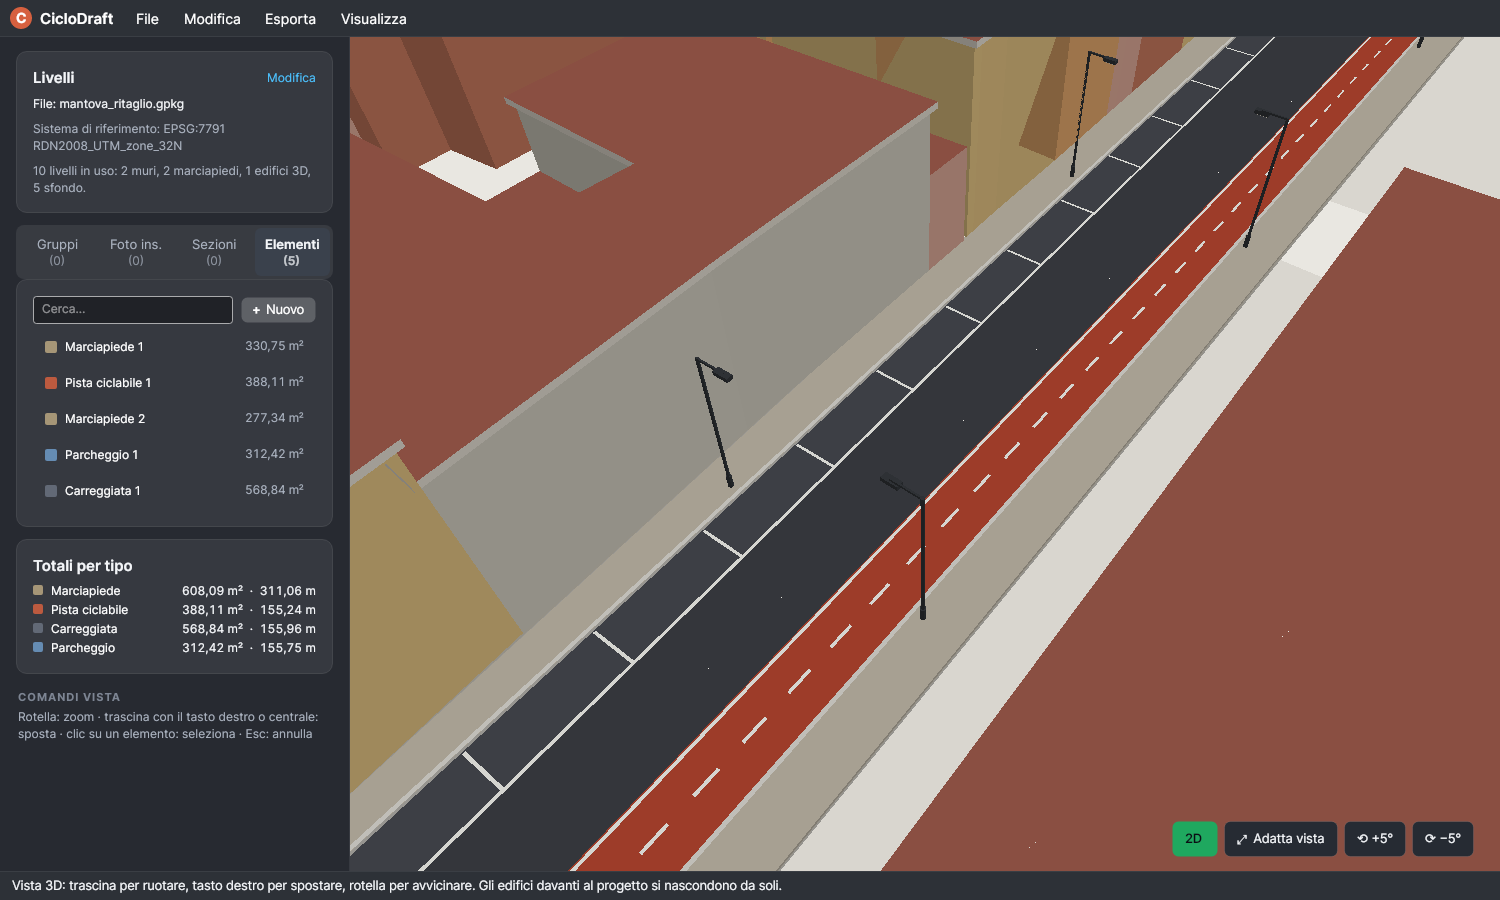 C CicloDraft File Modifica Esporta Visualizza
Livelli Modifica
File: mantova_ritaglio.gpkg
Sistema di riferimento: EPSG:7791
RDN2008_UTM_zone_32N
10 livelli in uso: 2 muri, 2 marciapiedi, 1 edifici 3D,
5 sfondo.
Gruppi (0) Foto ins. (0) Sezioni (0) Elementi (5)
Cerca... + Nuovo
Marciapiede 1 330,75 m²
Pista ciclabile 1 388,11 m²
Marciapiede 2 277,34 m²
Parcheggio 1 312,42 m²
Carreggiata 1 568,84 m²
Totali per tipo
Marciapiede 608,09 m² · 311,06 m
Pista ciclabile 388,11 m² · 155,24 m
Carreggiata 568,84 m² · 155,96 m
Parcheggio 312,42 m² · 155,75 m
COMANDI VISTA
Rotella: zoom · trascina con il tasto destro o centrale:
sposta · clic su un elemento: seleziona · Esc: annulla
2D ⤢ Adatta vista ⟲ +5° ⟳ −5°
Vista 3D: trascina per ruotare, tasto destro per spostare, rotella per avvicinare. Gli edifici davanti al progetto si nascondono da soli.